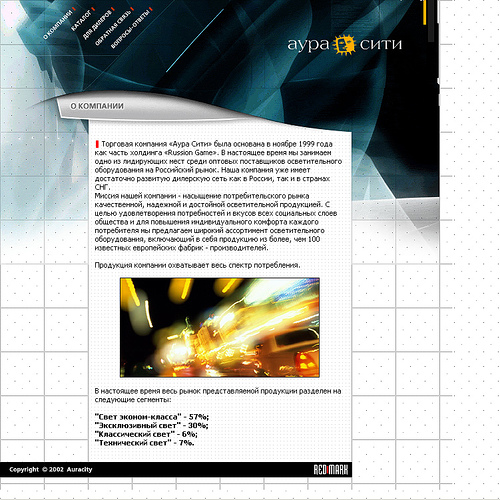 О КОМПАНИИ
КАТАЛОГ
ДЛЯ ДИЛЕРОВ
ОБРАТНАЯ СВЯЗЬ
ВОПРОСЫ-ОТВЕТЫ
аура сити
О КОМПАНИИ
Торговая компания «Аура Сити» была основана в ноябре 1999 года
как часть холдинга «Russion Game». В настоящее время мы занимаем
одно из лидирующих мест среди оптовых поставщиков осветительного
оборудования на Российский рынок. Наша компания уже имеет
достаточно развитую дилерскую сеть как в России, так и в странах
СНГ.
Миссия нашей компании - насыщение потребительского рынка
качественной, надежной и достойной осветительной продукцией. С
целью удовлетворения потребностей и вкусов всех социальных слоев
общества и для повышения индивидуального комфорта каждого
потребителя мы предлагаем широкий ассортимент осветительного
оборудования, включающий в себя продукцию из более, чем 100
известных европейских фабрик - производителей.
Продукция компании охватывает весь спектр потребления.
В настоящее время весь рынок представляемой продукции разделен на
следующие сегменты:
"Свет эконом-класса" - 57%;
"Эксклюзивный свет" - 30%;
"Классический свет" - 6%;
"Технический свет" - 7%.
Copyright © 2002 Auracity
REDMARK